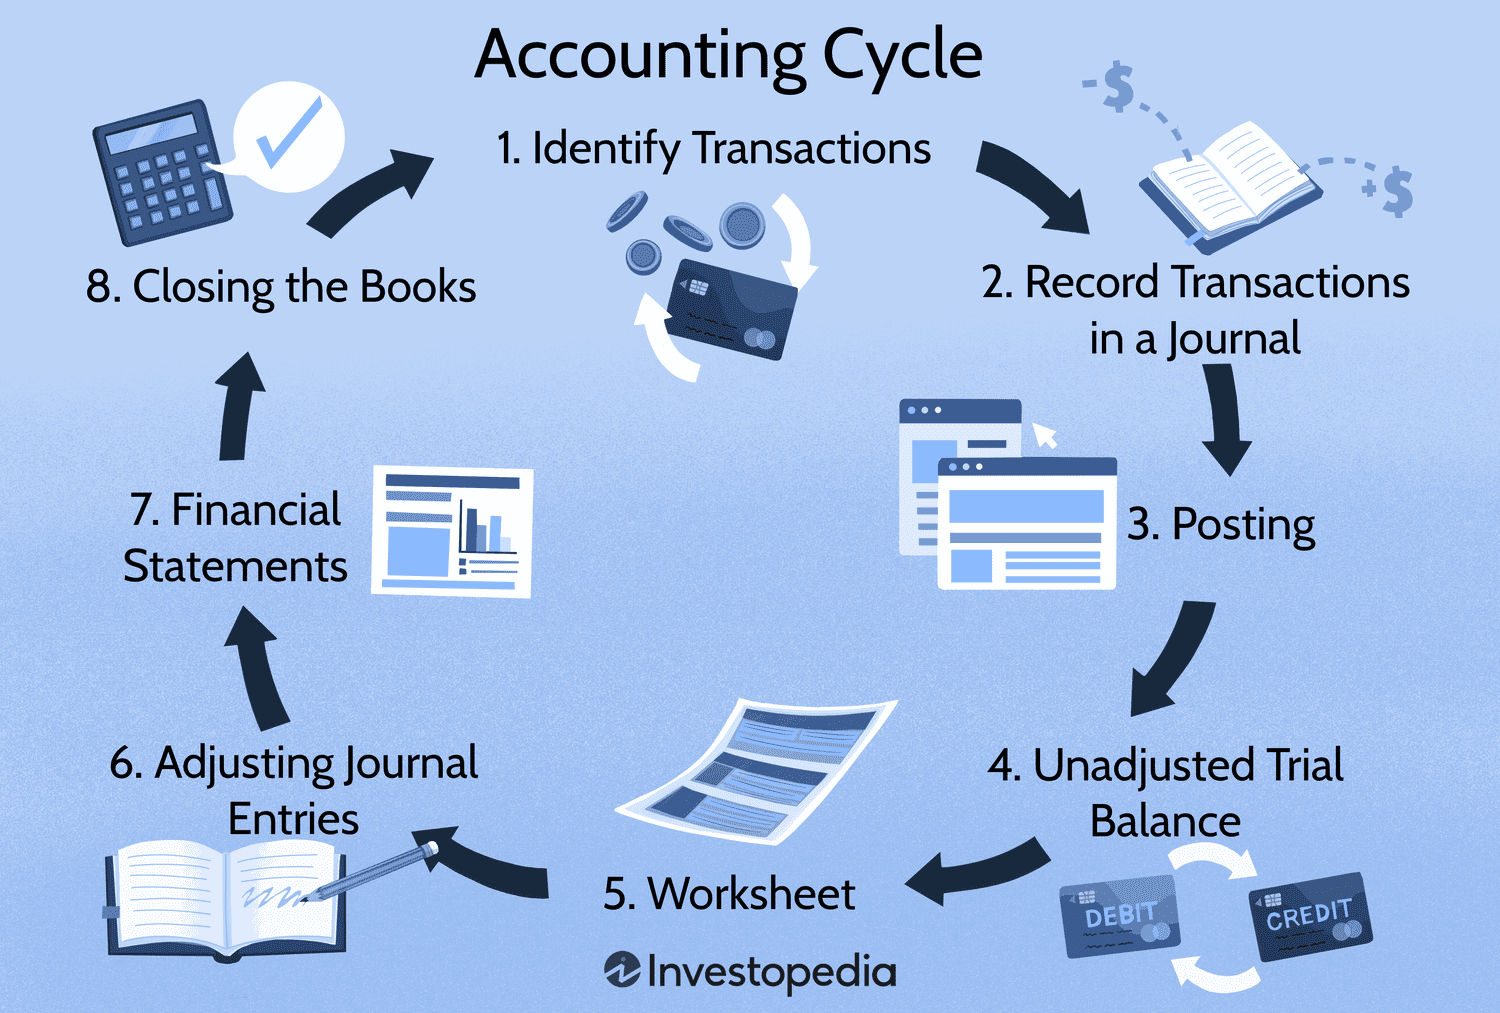 Accounting Cycle
1. Identify Transactions
-$
+$
2. Record Transactions
in a Journal
3. Posting
4. Unadjusted Trial
Balance
DEBIT
CREDIT
5. Worksheet
6. Adjusting Journal
Entries
7. Financial
Statements
8. Closing the Books
Investopedia